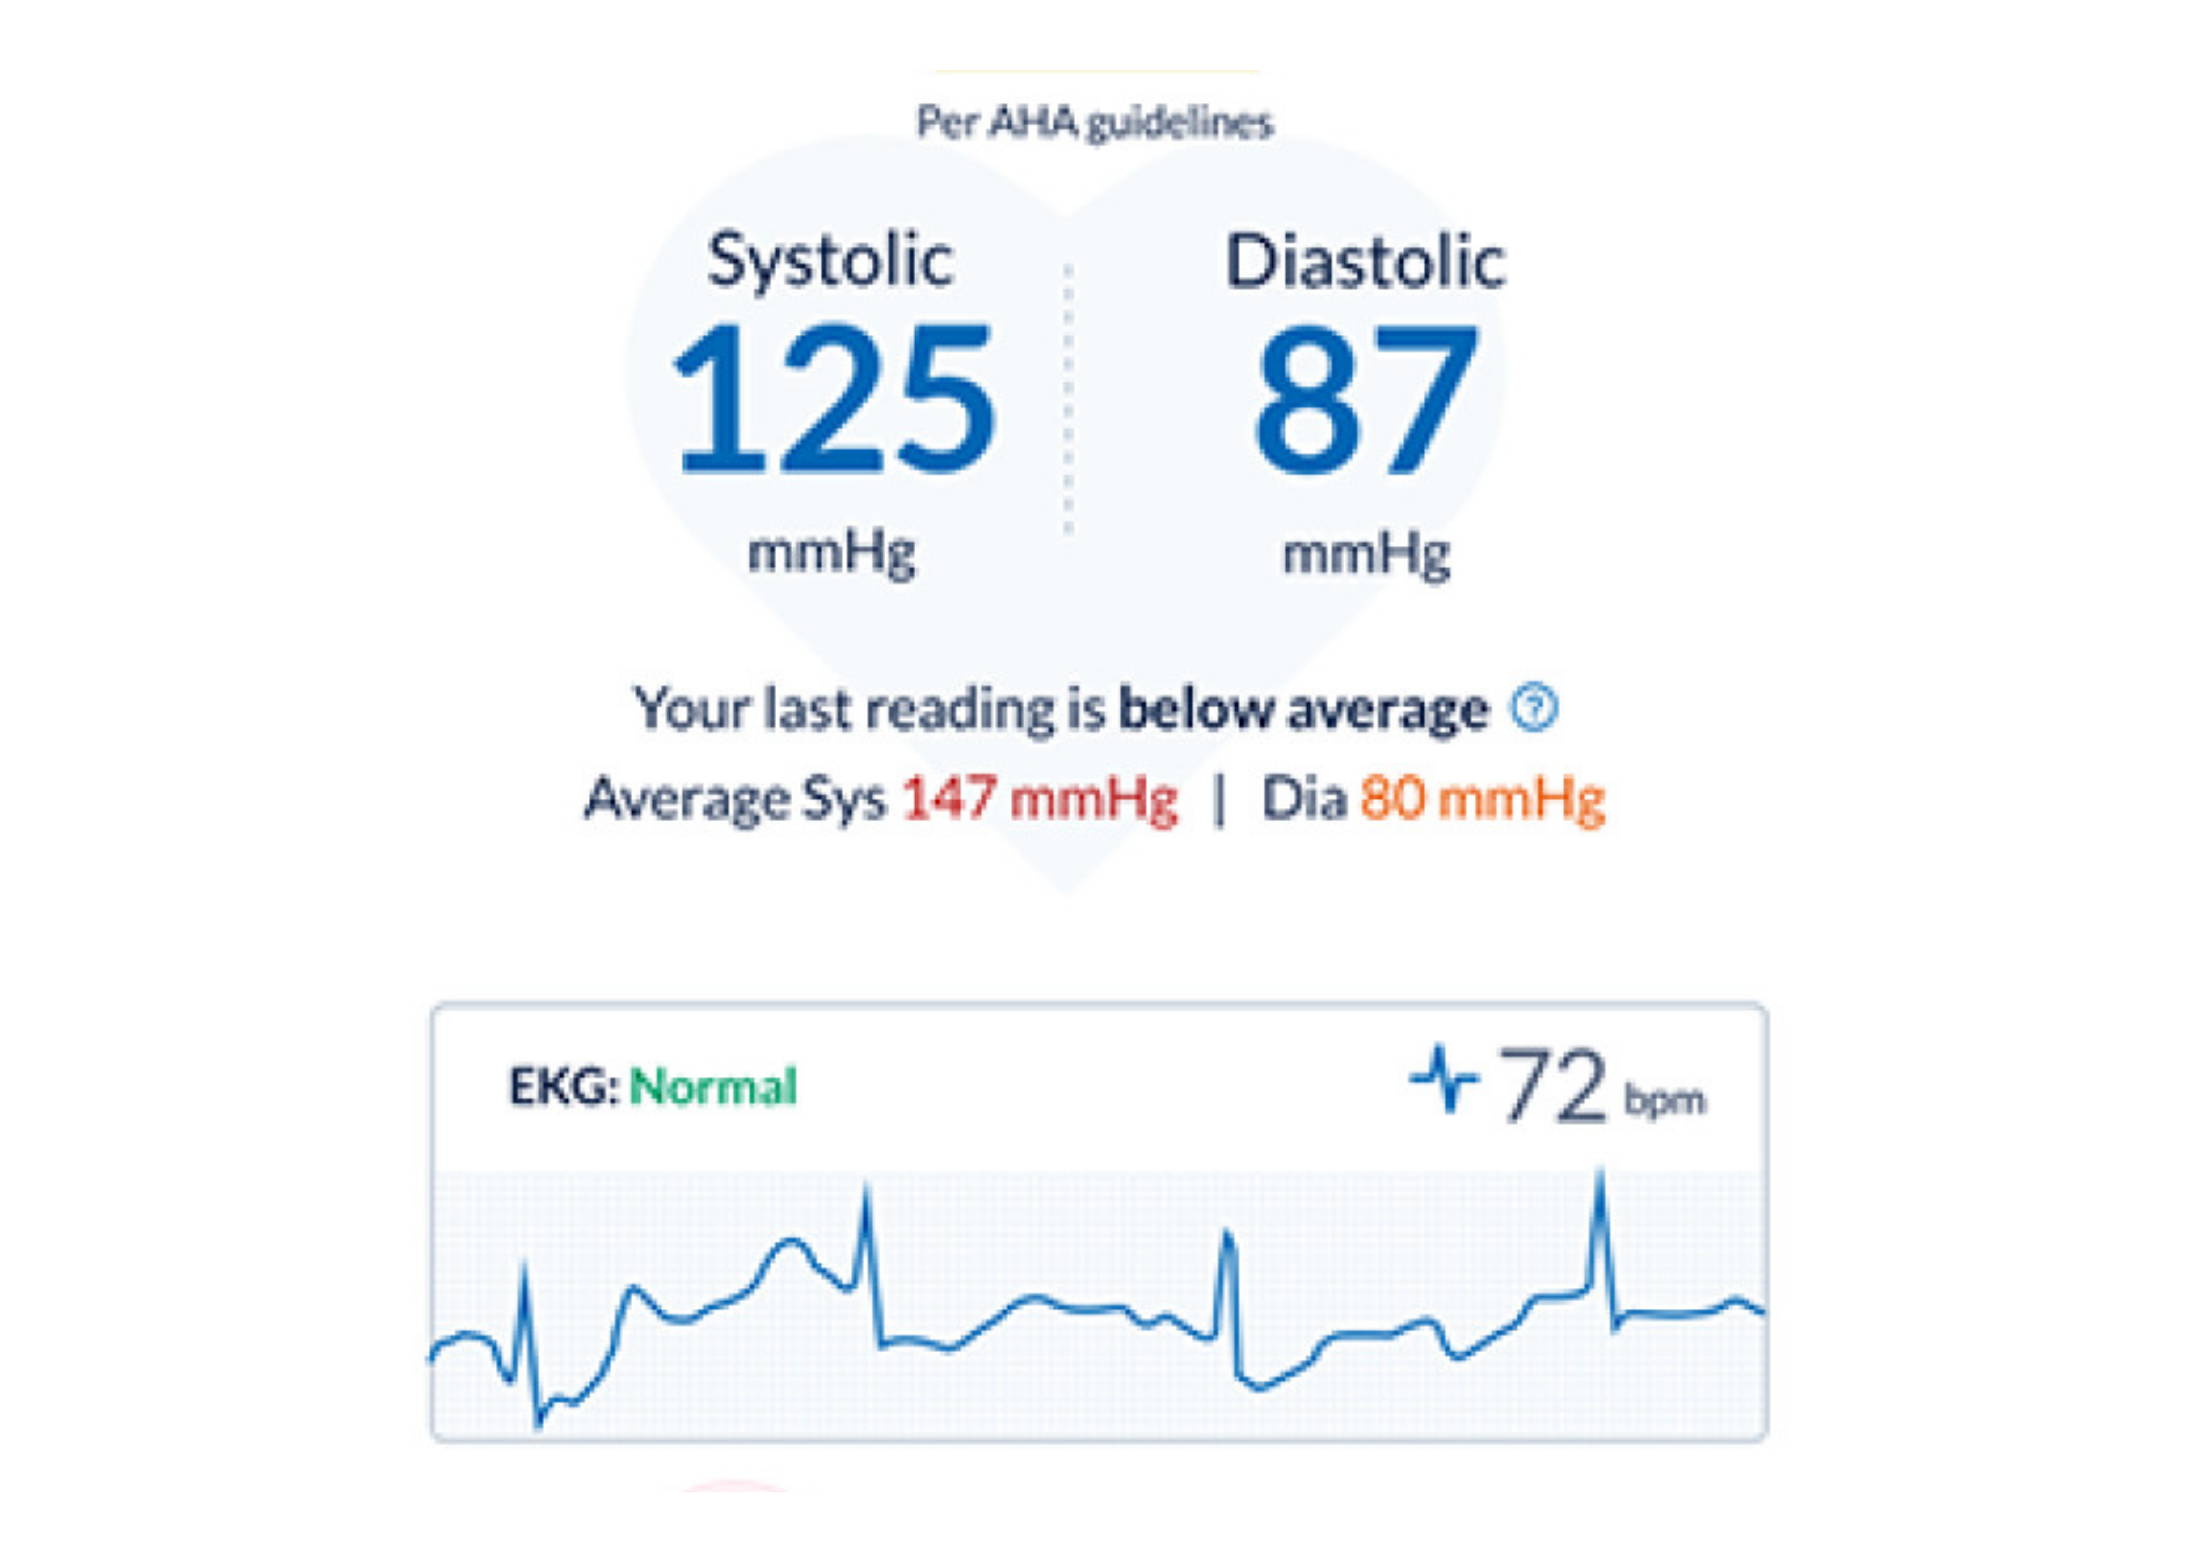 Per AHA guidelines
Systolic
Diastolic
125
87
mmHg
mmHg
Your last reading is below average ?
Average Sys 147 mmHg | Dia 80 mmHg
EKG: Normal
72 bpm